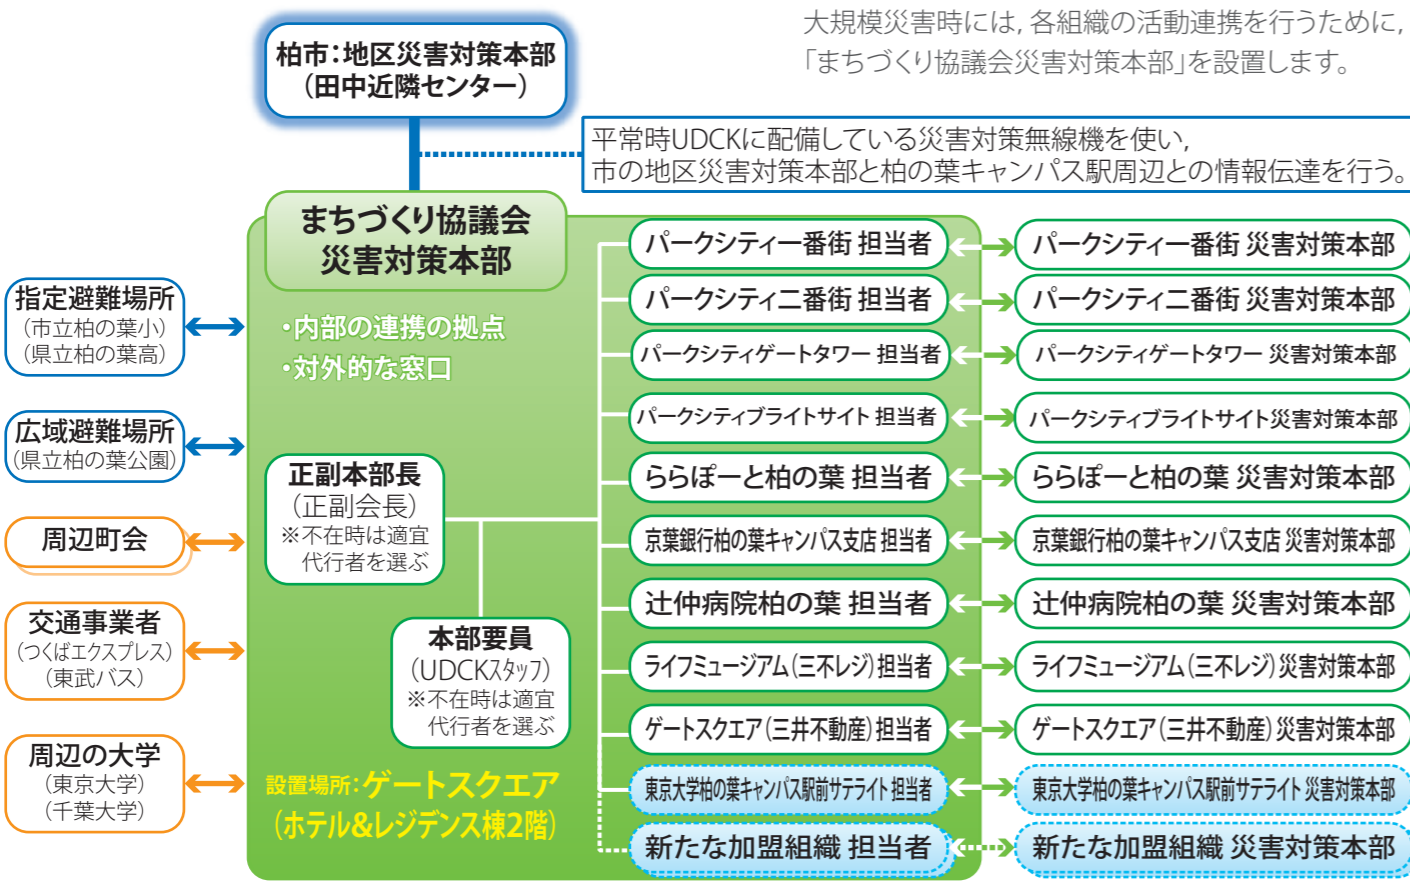 大規模災害時には，各組織の活動連携を行うために，
「まちづくり協議会災害対策本部」を設置します。
柏市：地区災害対策本部
（田中近隣センター）
平常時UDCKに配備している災害対策無線機を使い，
市の地区災害対策本部と柏の葉キャンパス駅周辺との情報伝達を行う。
まちづくり協議会
災害対策本部
・内部の連携の拠点
・対外的な窓口
指定避難場所
（市立柏の葉小）
（県立柏の葉高）
広域避難場所
（県立柏の葉公園）
周辺町会
交通事業者
（つくばエクスプレス）
（東武バス）
周辺の大学
（東京大学）
（千葉大学）
正副本部長
（正副会長）
※不在時は適宜
代行者を選ぶ
本部要員
（UDCKスタッフ）
※不在時は適宜
代行者を選ぶ
設置場所：ゲートスクエア
（ホテル&レジデンス棟2階）
パークシティ一番街 担当者
パークシティ一番街 災害対策本部
パークシティ二番街 担当者
パークシティ二番街 災害対策本部
パークシティゲートタワー 担当者
パークシティゲートタワー 災害対策本部
パークシティブライトサイト 担当者
パークシティブライトサイト災害対策本部
ららぽーと柏の葉 担当者
ららぽーと柏の葉 災害対策本部
京葉銀行柏の葉キャンパス支店 担当者
京葉銀行柏の葉キャンパス支店 災害対策本部
辻仲病院柏の葉 担当者
辻仲病院柏の葉 災害対策本部
ライフミュージアム（三不レジ）担当者
ライフミュージアム（三不レジ）災害対策本部
ゲートスクエア（三井不動産）担当者
ゲートスクエア（三井不動産）災害対策本部
東京大学柏の葉キャンパス駅前サテライト 担当者
東京大学柏の葉キャンパス駅前サテライト 災害対策本部
新たな加盟組織 担当者
新たな加盟組織 災害対策本部